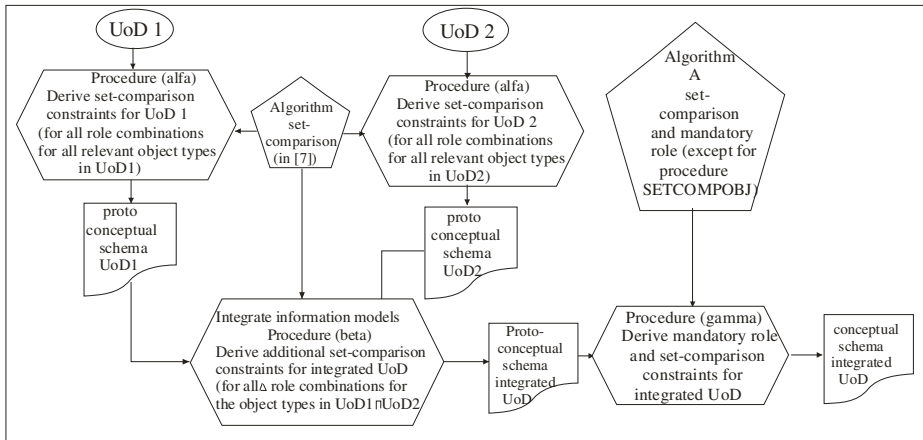 UoD 1
UoD 2
Procedure (alfa)
Derive set-comparison
constraints for UoD 1
(for all role combinations
for all relevant object types
in UoD1)
Algorithm
set-
comparison
(in [7])
Procedure (alfa)
Derive set-comparison
constraints for UoD 2
(for all role combinations
for all relevant object types
in UoD2)
Algorithm
A
set-
comparison
and mandatory
role (except for
procedure
SETCOMPOBJ)
proto
conceptual
schema
UoD1
proto
conceptual
schema
UoD2
Integrate information models
Procedure (beta)
Derive additional set-comparison
constraints for integrated UoD
(for all∆ role combinations for
the object types in UoD1∩UoD2
Proto-
conceptual
schema
integrated
UoD
Procedure (gamma)
Derive mandatory role
and set-comparison
constraints for
integrated UoD
conceptual
schema
integrated
UoD